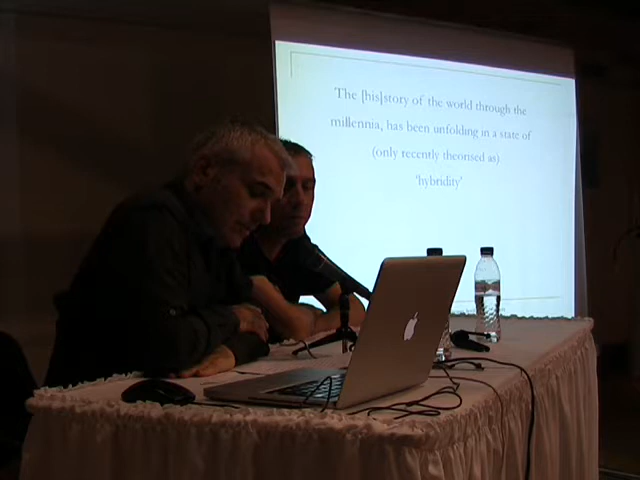 The [his]story of the world through the
millennia, has been unfolding in a state of
(only recently theorised as)
'hybridity'